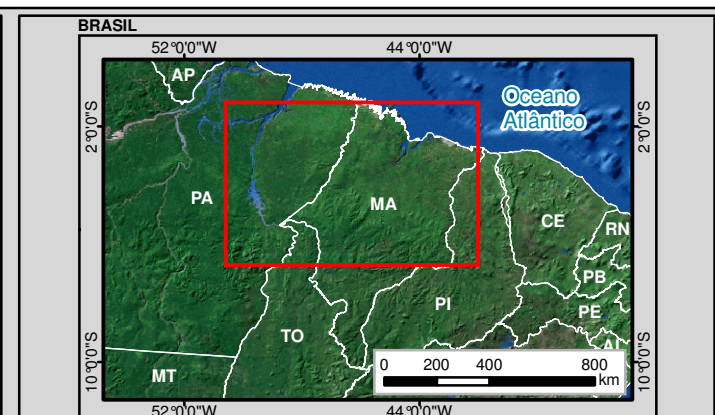 BRASIL
52°0'0"W
44°0'0"W
AP
Oceano
Atlântico
2°0'0"S
2°0'0"S
PA
MA
CE
RN
PB
PE
PI
TO
AL
MT
10°0'0"S
10°0'0"S
0 200 400 800
km
52°0'0"W
44°0'0"W